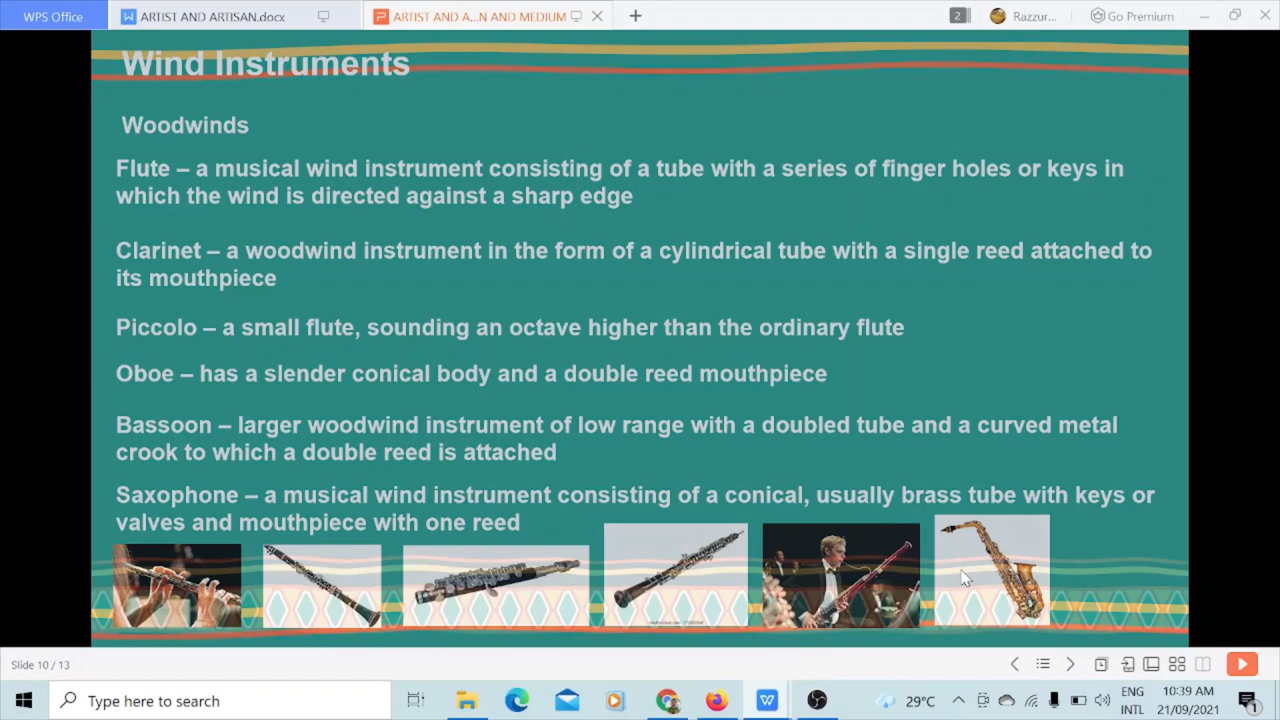 WPS Office
ARTIST AND ARTISAN.docx
ARTIST AND A...N AND MEDIUM
2
Razzur...
Go Premium
Wind Instruments
Woodwinds
Flute – a musical wind instrument consisting of a tube with a series of finger holes or keys in
which the wind is directed against a sharp edge
Clarinet – a woodwind instrument in the form of a cylindrical tube with a single reed attached to
its mouthpiece
Piccolo – a small flute, sounding an octave higher than the ordinary flute
Oboe – has a slender conical body and a double reed mouthpiece
Bassoon – larger woodwind instrument of low range with a doubled tube and a curved metal
crook to which a double reed is attached
Saxophone – a musical wind instrument consisting of a conical, usually brass tube with keys or
valves and mouthpiece with one reed
Slide 10 / 13
Type here to search
29°C
ENG
INTL
10:39 AM
21/09/2021
1